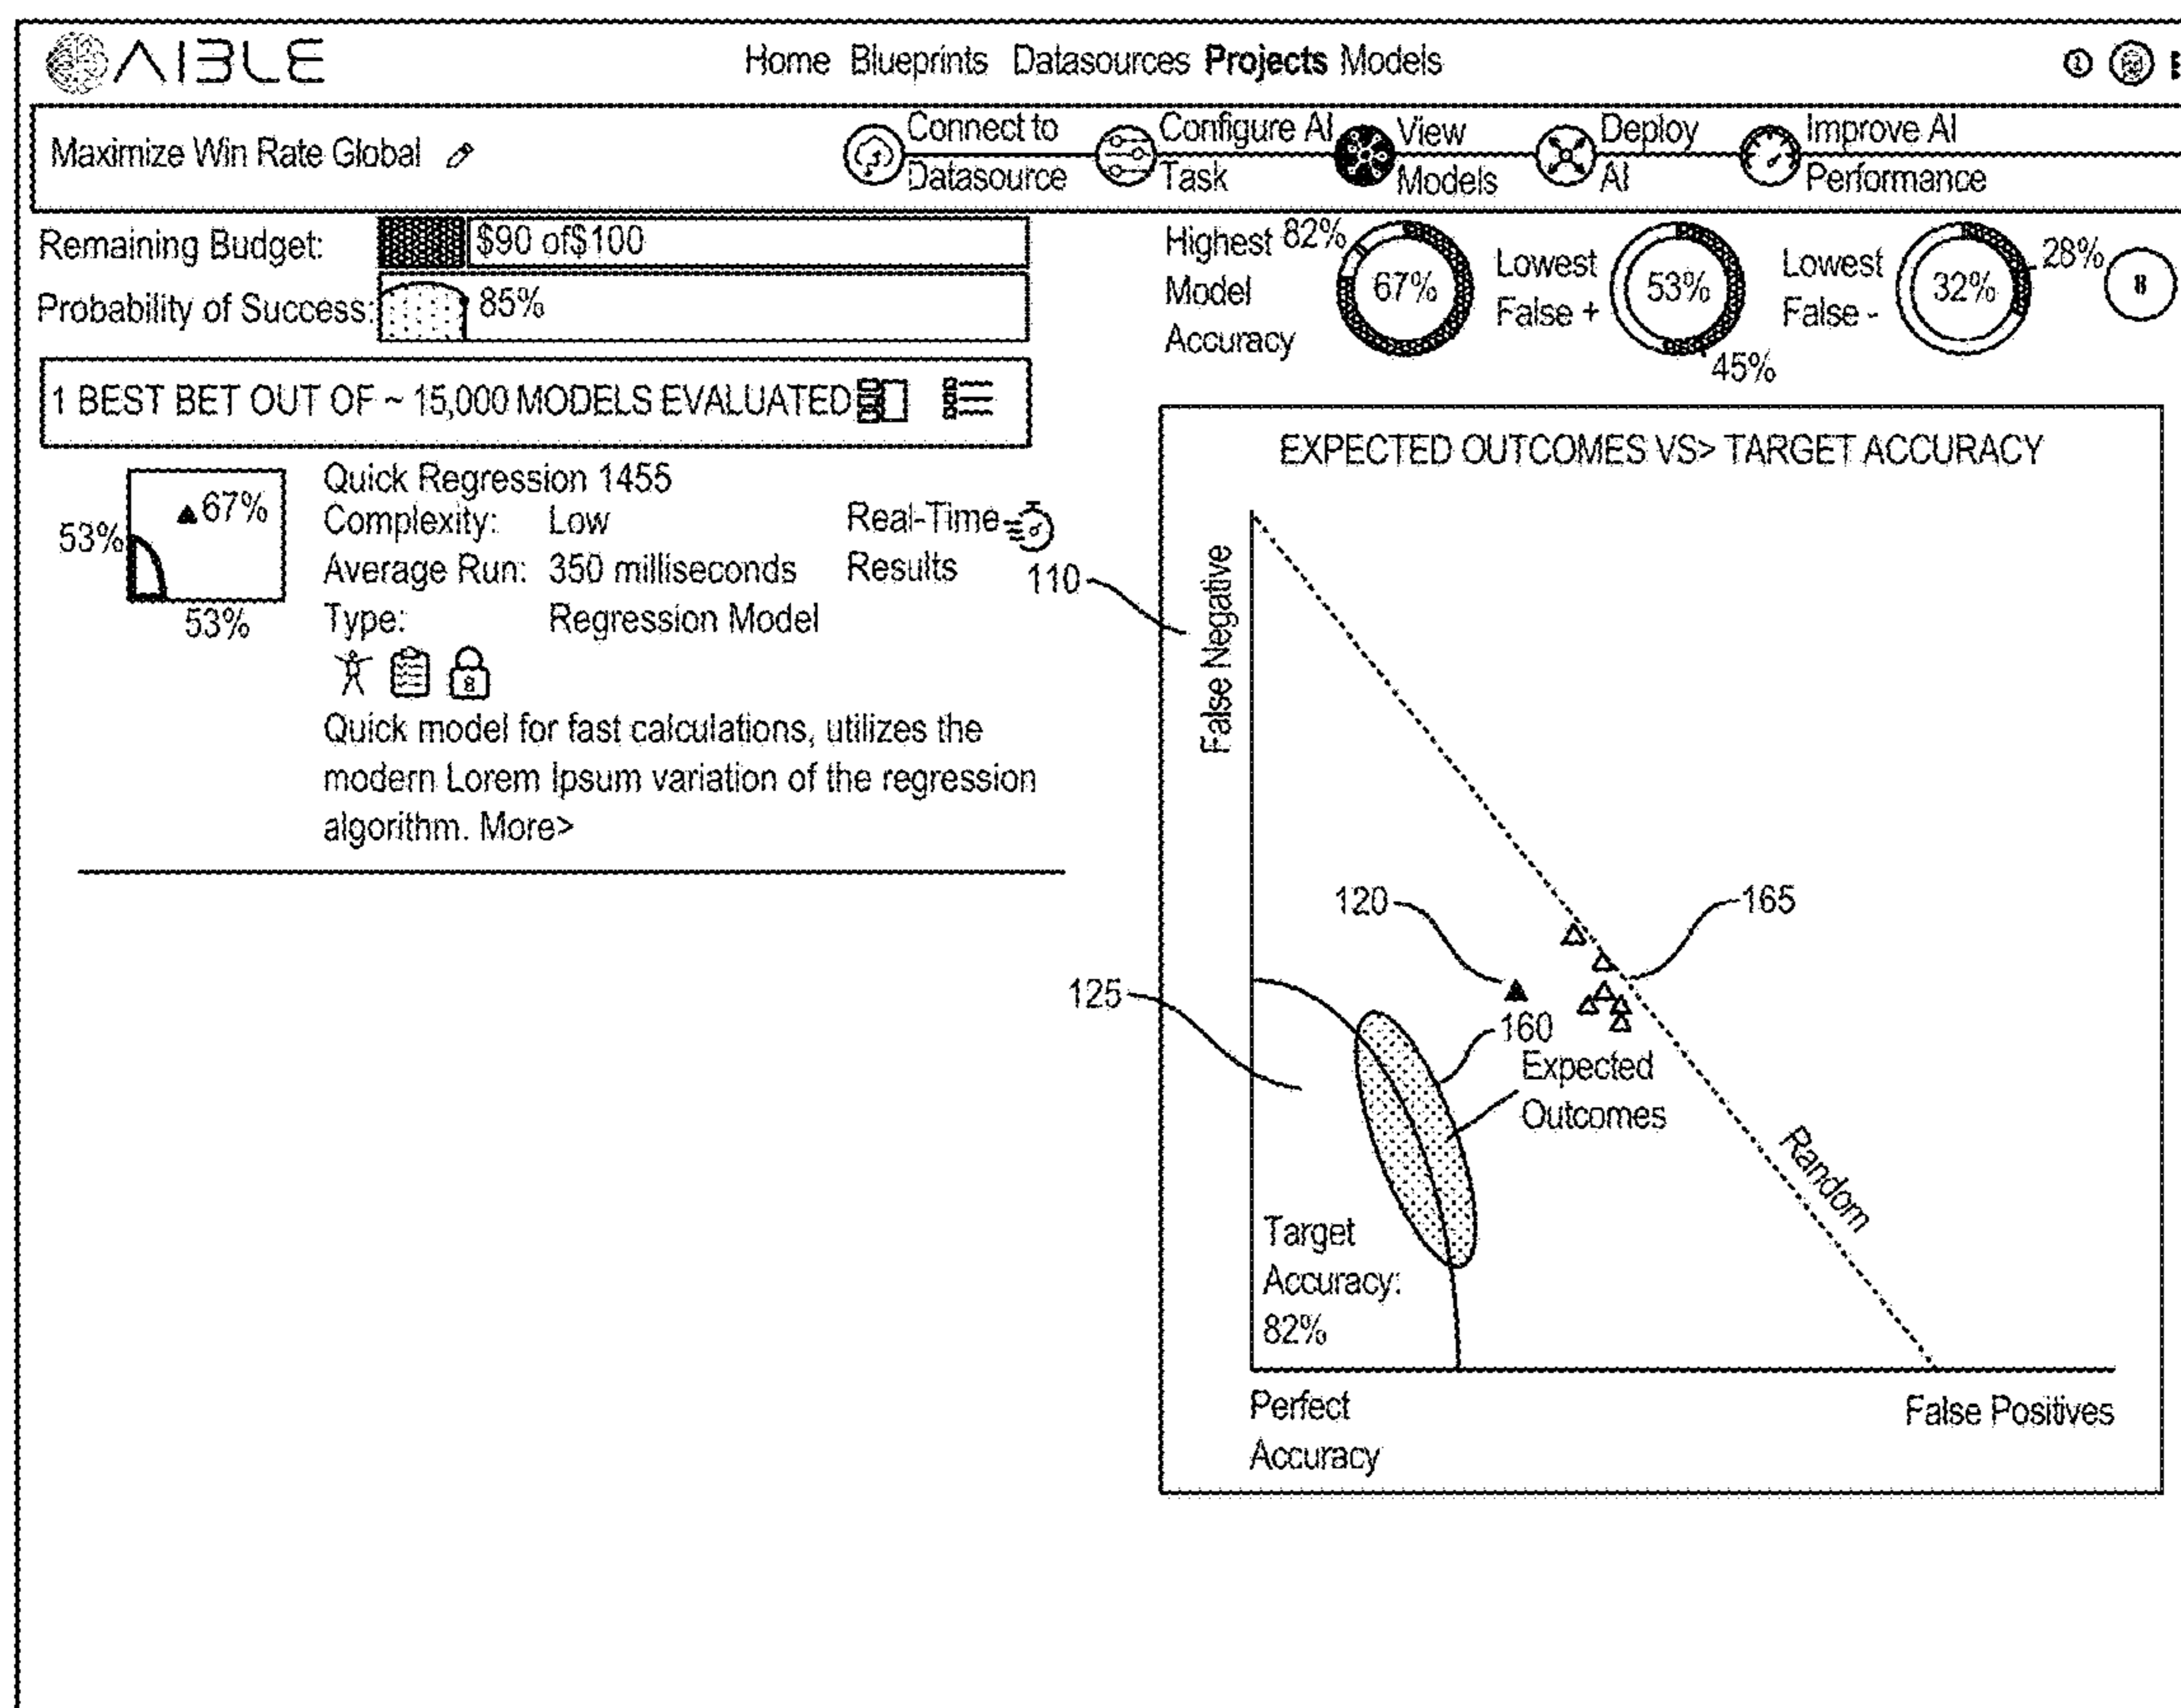 AIBLE
Home Blueprints Datasources Projects Models
Maximize Win Rate Global
Connect to
Datasource
Configure AI
Task
View
Models
Deploy
AI
Improve AI
Performance
Remaining Budget:
$90 of$100
Probability of Success:
85%
Highest
Model
Accuracy
82%
67%
Lowest
False +
53%
45%
Lowest
False -
32%
28%
8
1 BEST BET OUT OF ~ 15,000 MODELS EVALUATED
67%
53%
53%
Quick Regression 1455
Complexity: Low
Average Run: 350 milliseconds
Type: Regression Model
Real-Time
Results
8
Quick model for fast calculations, utilizes the
modern Lorem Ipsum variation of the regression
algorithm. More>
110
EXPECTED OUTCOMES VS> TARGET ACCURACY
False Negative
120
165
125
160
Expected
Outcomes
Random
Target
Accuracy:
82%
Perfect
Accuracy
False Positives